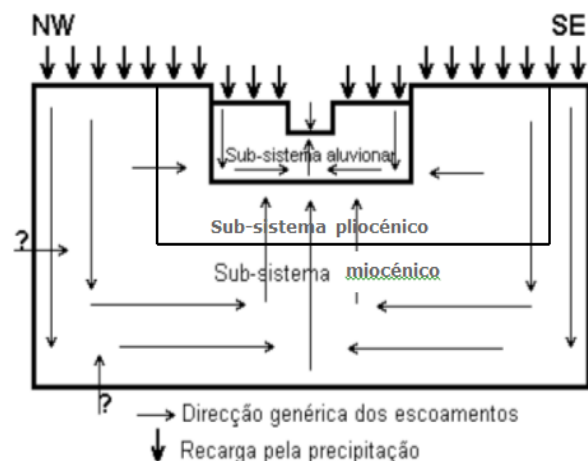 NW SE
Sub-sistema aluvionar
Sub-sistema pliocénico
?
Sub-sistema miocénico
?
Direcção genérica dos escoamentos
Recarga pela precipitação